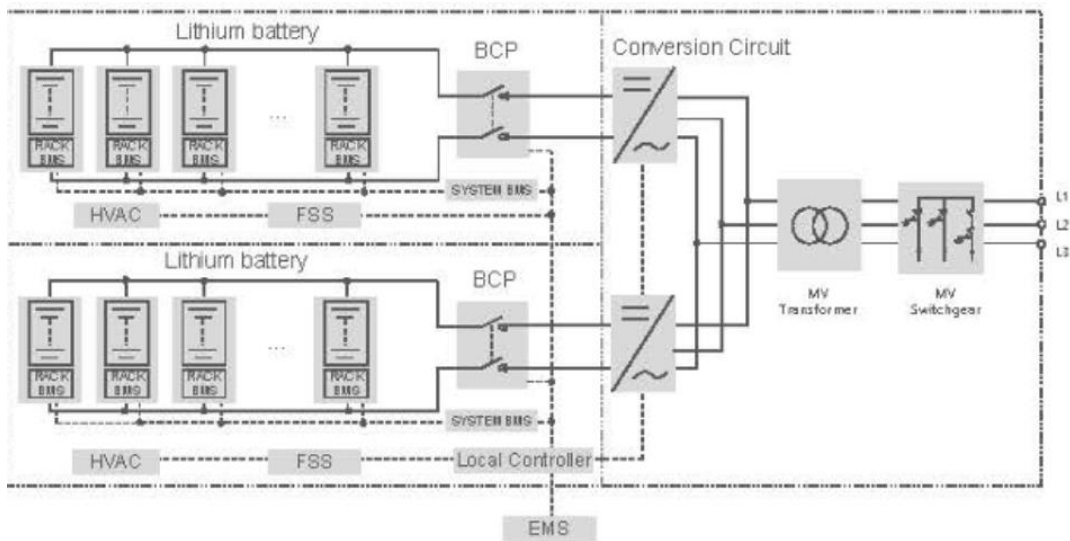 Lithium battery
BCP
Conversion Circuit
RACK BMS
RACK BMS
RACK BMS
...
RACK BMS
SYSTEM BMS
HVAC
FSS
L1
L2
L3
MV
Transformer
MV
Switchgear
Lithium battery
BCP
RACK BMS
RACK BMS
RACK BMS
...
RACK BMS
SYSTEM BMS
HVAC
FSS
Local Controller
EMS